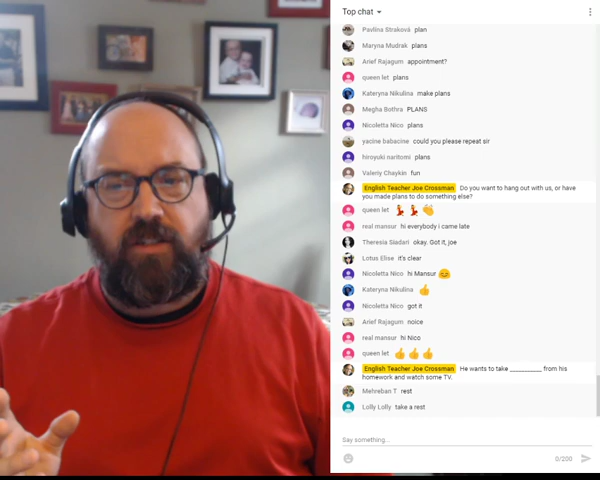 Top chat
Pavlína Straková plan
Maryna Mudrak plans
Arief Rajagum appointment?
queen let plans
Kateryna Nikulina make plans
Megha Bothra PLANS
Nicoletta Nico plans
yacine babacine could you please repeat sir
hiroyuki naritomi plans
Valeriy Chaykin fun
English Teacher Joe Crossman Do you want to hang out with us, or have
you made plans to do something else?
queen let 💃💃👏
real mansur hi everybody i came late
Theresia Siadari okay. Got it, joe
Lotus Elise it's clear
Nicoletta Nico hi Mansur 😊
Kateryna Nikulina 👍
Nicoletta Nico got it
Arief Rajagum noice
real mansur hi Nico
queen let 👍👍👍
English Teacher Joe Crossman He wants to take __________ from his
homework and watch some TV.
Mehreban T rest
Lolly Lolly take a rest
Say something...
0/200